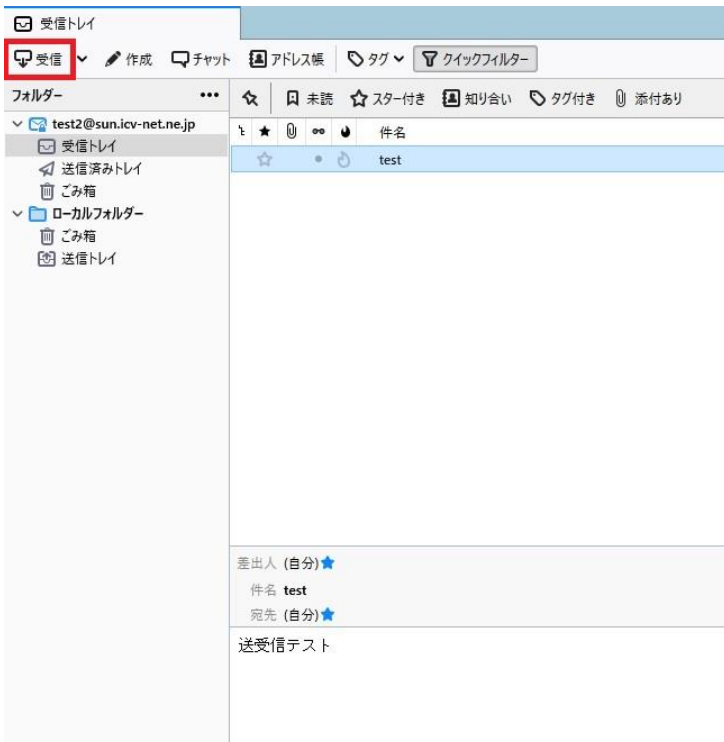 受信トレイ
受信 作成 チャット アドレス帳 タグ クイックフィルター
フォルダー ••• 未読 スター付き 知り合い タグ付き 添付あり
test2@sun.icv-net.ne.jp 件名
受信トレイ test
送信済みトレイ
ごみ箱
ローカルフォルダー
ごみ箱
送信トレイ
差出人 (自分)
件名 test
宛先 (自分)
送受信テスト